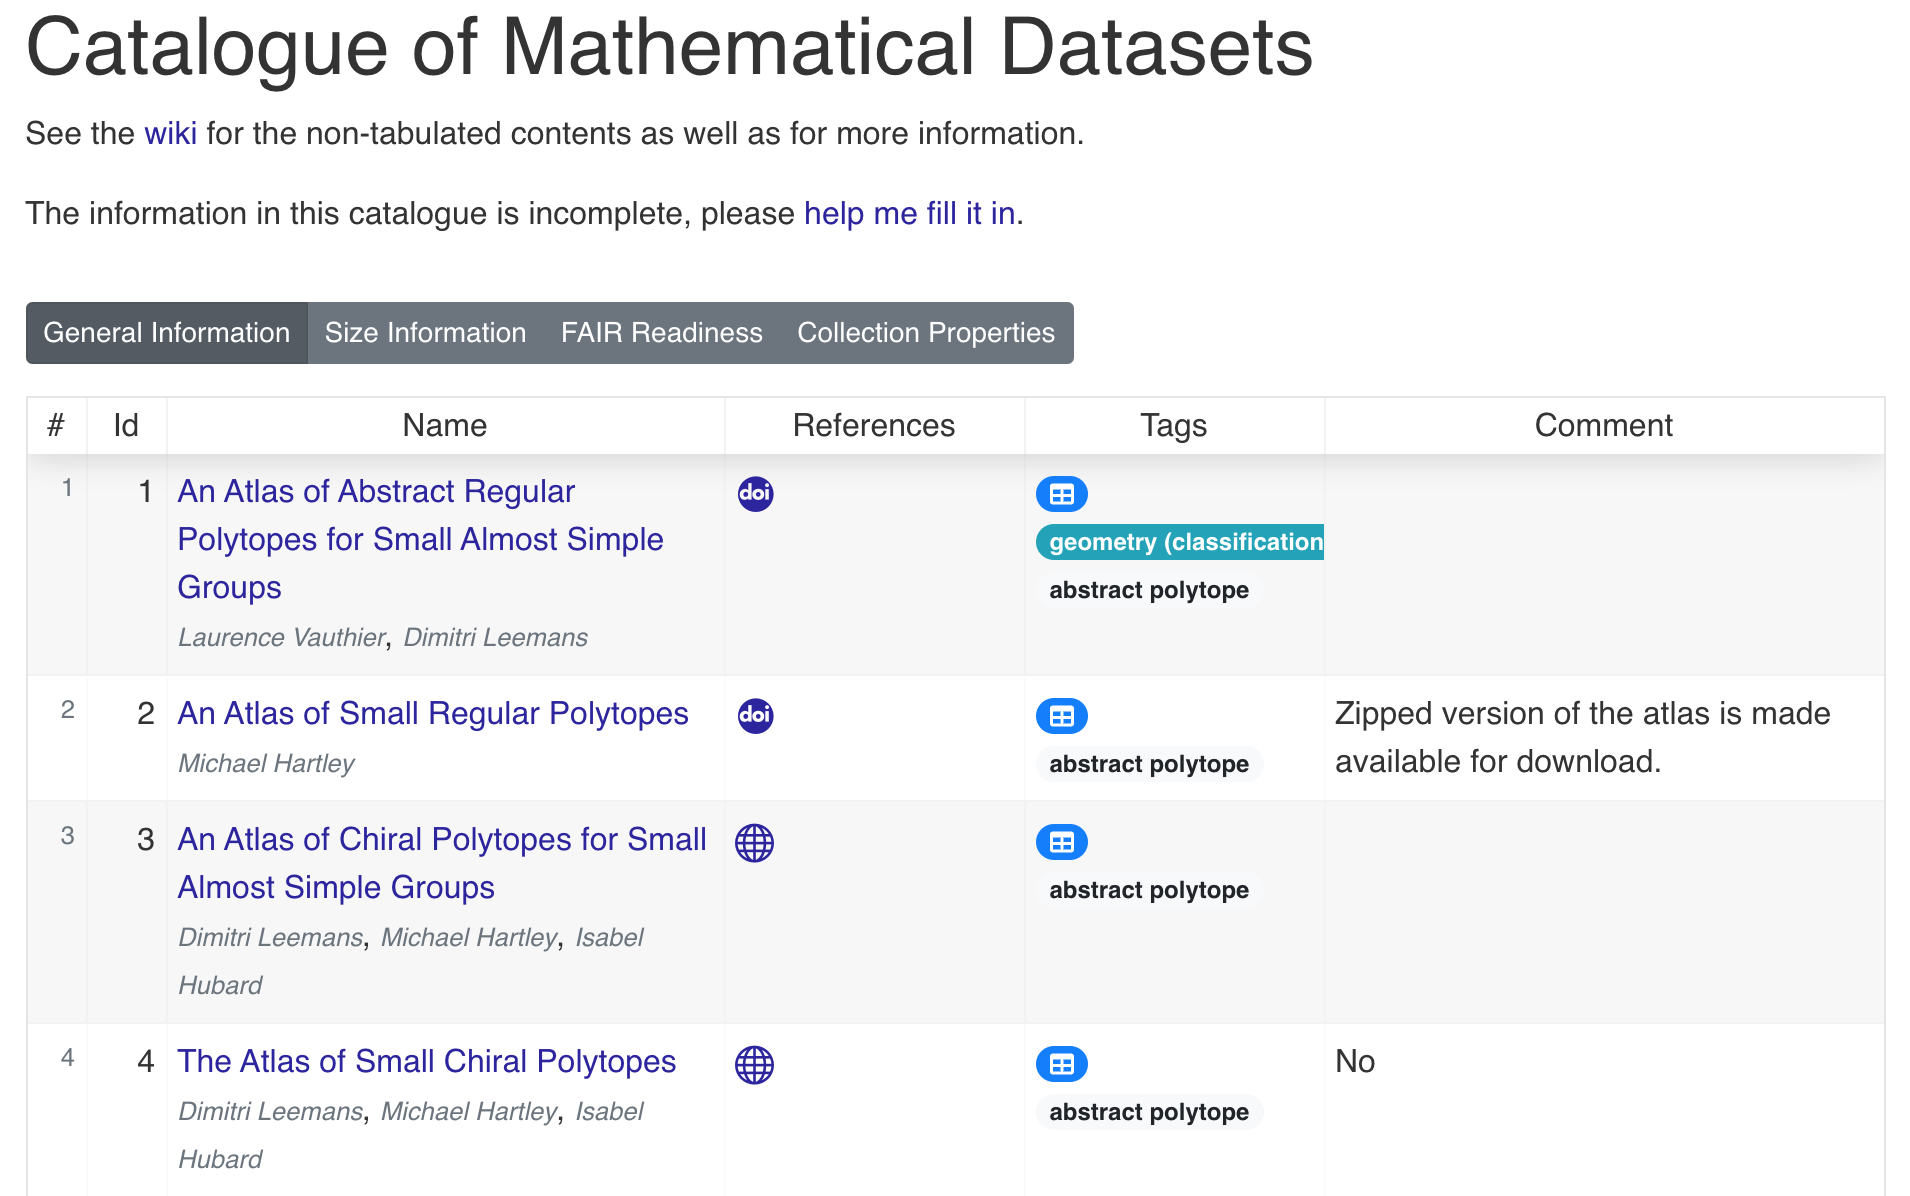 Catalogue of Mathematical Datasets
See the wiki for the non-tabulated contents as well as for more information.
The information in this catalogue is incomplete, please help me fill it in.
General Information Size Information FAIR Readiness Collection Properties
# Id Name References Tags Comment
1 1 An Atlas of Abstract Regular doi
Polytopes for Small Almost Simple geometry (classification
Groups abstract polytope
Laurence Vauthier, Dimitri Leemans
2 2 An Atlas of Small Regular Polytopes doi Zipped version of the atlas is made
Michael Hartley abstract polytope available for download.
3 3 An Atlas of Chiral Polytopes for Small
Almost Simple Groups abstract polytope
Dimitri Leemans, Michael Hartley, Isabel
Hubard
4 4 The Atlas of Small Chiral Polytopes No
Dimitri Leemans, Michael Hartley, Isabel abstract polytope
Hubard